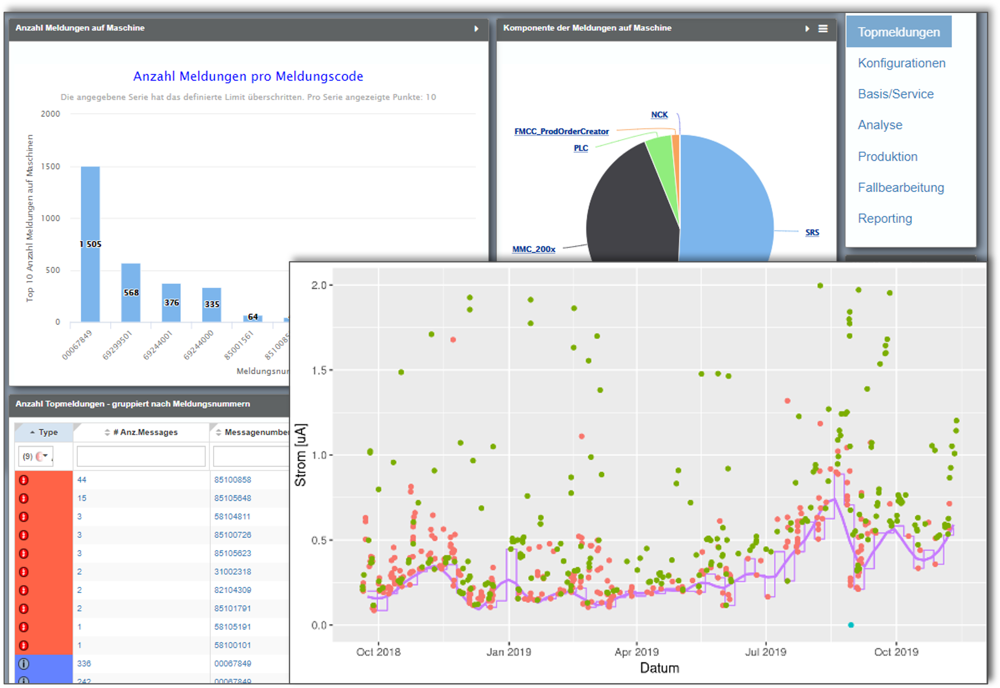 Anzahl Meldungen auf Maschine
Anzahl Meldungen pro Meldungscode
Die angegebene Serie hat das definierte Limit überschritten. Pro Serie angezeigte Punkte: 10
Top 10 Anzahl Meldungen auf Maschinen
2000
1500
1000
500
0
1 505
568
376
335
64
00067849
69299501
69244001
69244000
85001561
Komponente der Meldungen auf Maschine
NCK
FMCC_ProdOrderCreator
PLC
MMC_200x
SRS
Topmeldungen
Konfigurationen
Basis/Service
Analyse
Produktion
Fallbearbeitung
Reporting
Anzahl Topmeldungen - gruppiert nach Meldungsnummern
Type # Anz.Messages Messagenumber
(9)
44 85100858
15 85105648
3 58104811
3 85100726
3 85105623
2 31002318
2 82104309
2 85101791
1 58105191
1 58100101
336 00067849
242 00067849
Strom [uA]
2.0
1.5
1.0
0.5
0.0
Oct 2018 Jan 2019 Apr 2019 Jul 2019 Oct 2019
Datum